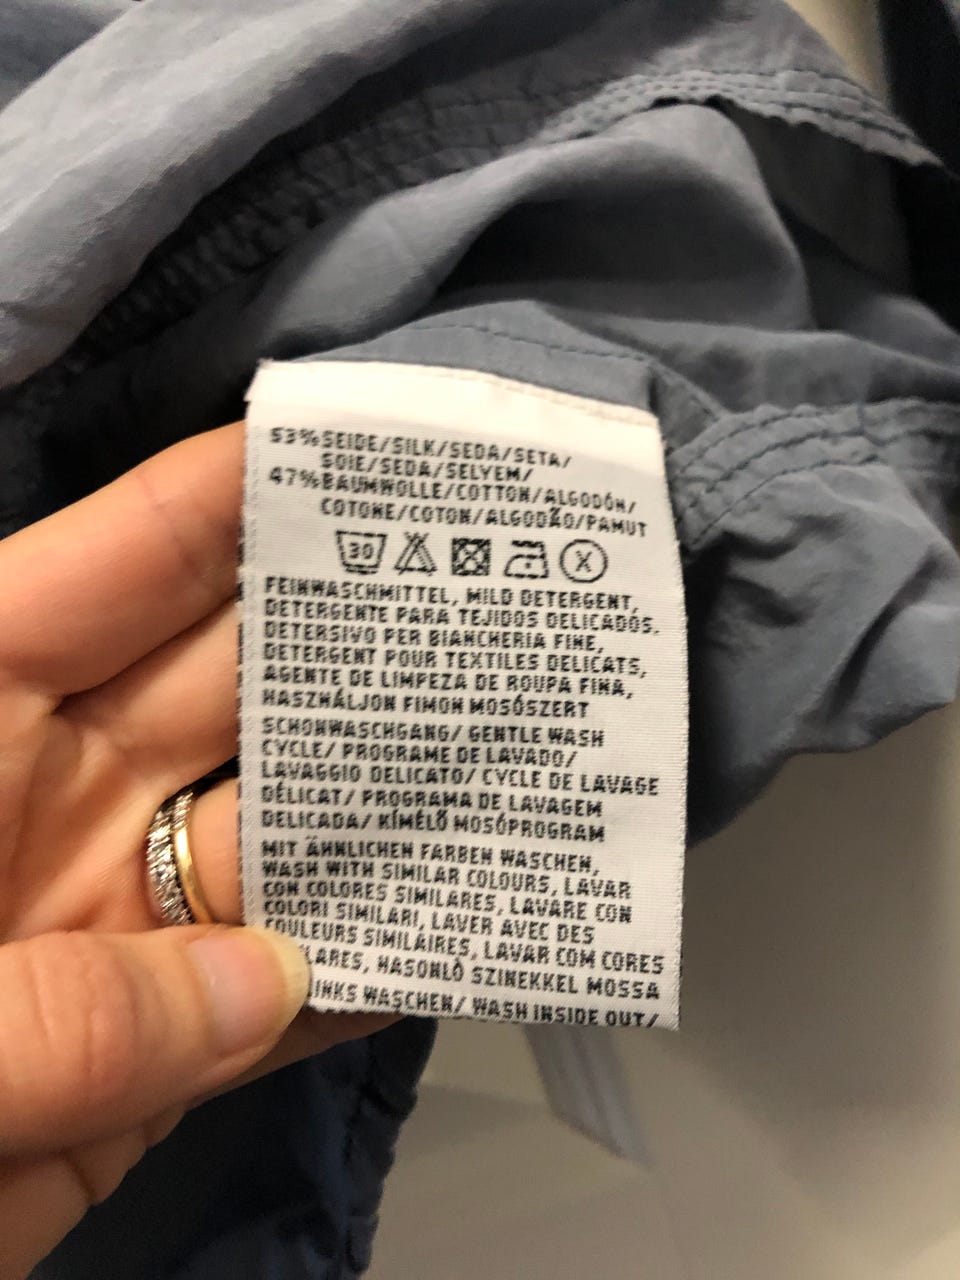 53%SEIDE/SILK/SEDA/SETA/
SOIE/SEDA/SELYEM/
47%BAUMWOLLE/COTTON/ALGODÓN/
COTONE/COTON/ALGODÃO/PAMUT
30 X
FEINWASCHMITTEL, MILD DETERGENT,
DETERGENTE PARA TEJIDOS DELICADOS,
DETERSIVO PER BIANCHERIA FINE,
DETERGENT POUR TEXTILES DELICATS,
AGENTE DE LIMPEZA DE ROUPA FINA,
HASZNÁLJON FINOM MOSÓSZERT
SCHONWASCHGANG/ GENTLE WASH
CYCLE/ PROGRAME DE LAVADO/
LAVAGGIO DELICATO/ CYCLE DE LAVAGE
DÉLICAT/ PROGRAMA DE LAVAGEM
DELICADA/ KÍMÉLŐ MOSÓPROGRAM
MIT ÄHNLICHEN FARBEN WASCHEN,
WASH WITH SIMILAR COLOURS, LAVAR
CON COLORES SIMILARES, LAVARE CON
COLORI SIMILARI, LAVER AVEC DES
COULEURS SIMILAIRES, LAVAR COM CORES
LARES, HASONLÒ SZINEKKEL MOSSA
INKS WASCHEN/ WASH INSIDE OUT/